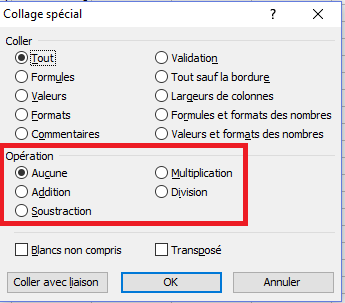 Collage spécial
Coller
Tout
Validation
Formules
Tout sauf la bordure
Valeurs
Largeurs de colonnes
Formats
Formules et formats des nombres
Commentaires
Valeurs et formats des nombres
Opération
Aucune
Multiplication
Addition
Division
Soustraction
Blancs non compris
Transposé
Coller avec liaison
OK
Annuler